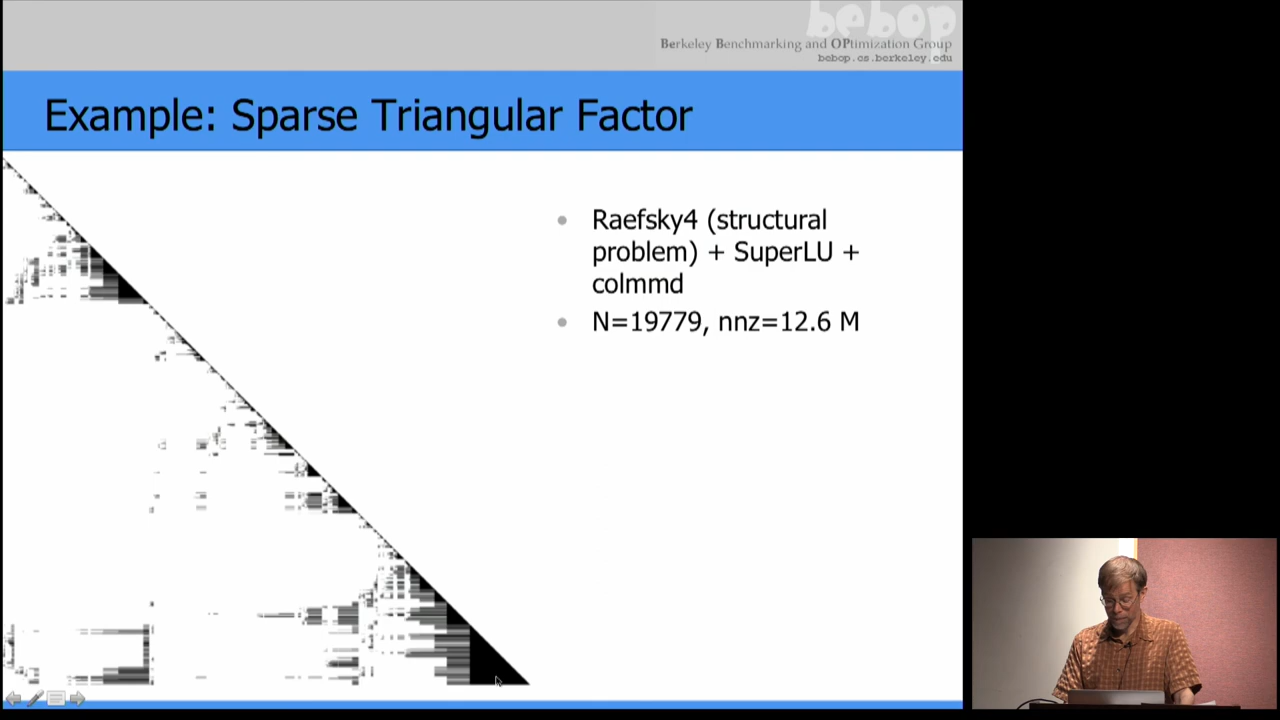 bebop
Berkeley Benchmarking and OPtimization Group
bebop.cs.berkeley.edu
Example: Sparse Triangular Factor
Raefsky4 (structural
problem) + SuperLU +
colmmd
N=19779, nnz=12.6 M